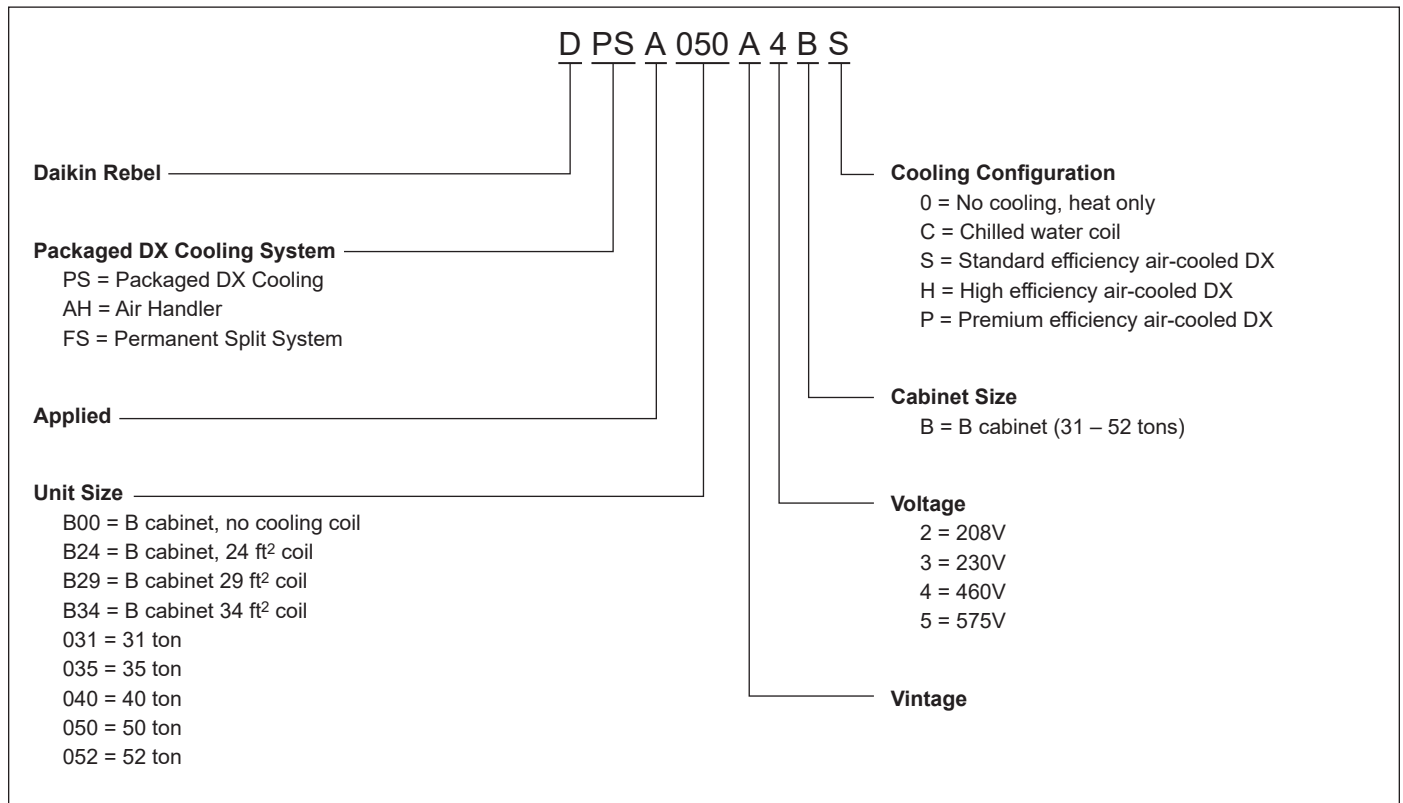 D PS A 050 A 4 B S
Daikin Rebel
Packaged DX Cooling System
PS = Packaged DX Cooling
AH = Air Handler
FS = Permanent Split System
Applied
Unit Size
B00 = B cabinet, no cooling coil
B24 = B cabinet, 24 ft² coil
B29 = B cabinet 29 ft² coil
B34 = B cabinet 34 ft² coil
031 = 31 ton
035 = 35 ton
040 = 40 ton
050 = 50 ton
052 = 52 ton
Cooling Configuration
0 = No cooling, heat only
C = Chilled water coil
S = Standard efficiency air-cooled DX
H = High efficiency air-cooled DX
P = Premium efficiency air-cooled DX
Cabinet Size
B = B cabinet (31 – 52 tons)
Voltage
2 = 208V
3 = 230V
4 = 460V
5 = 575V
Vintage